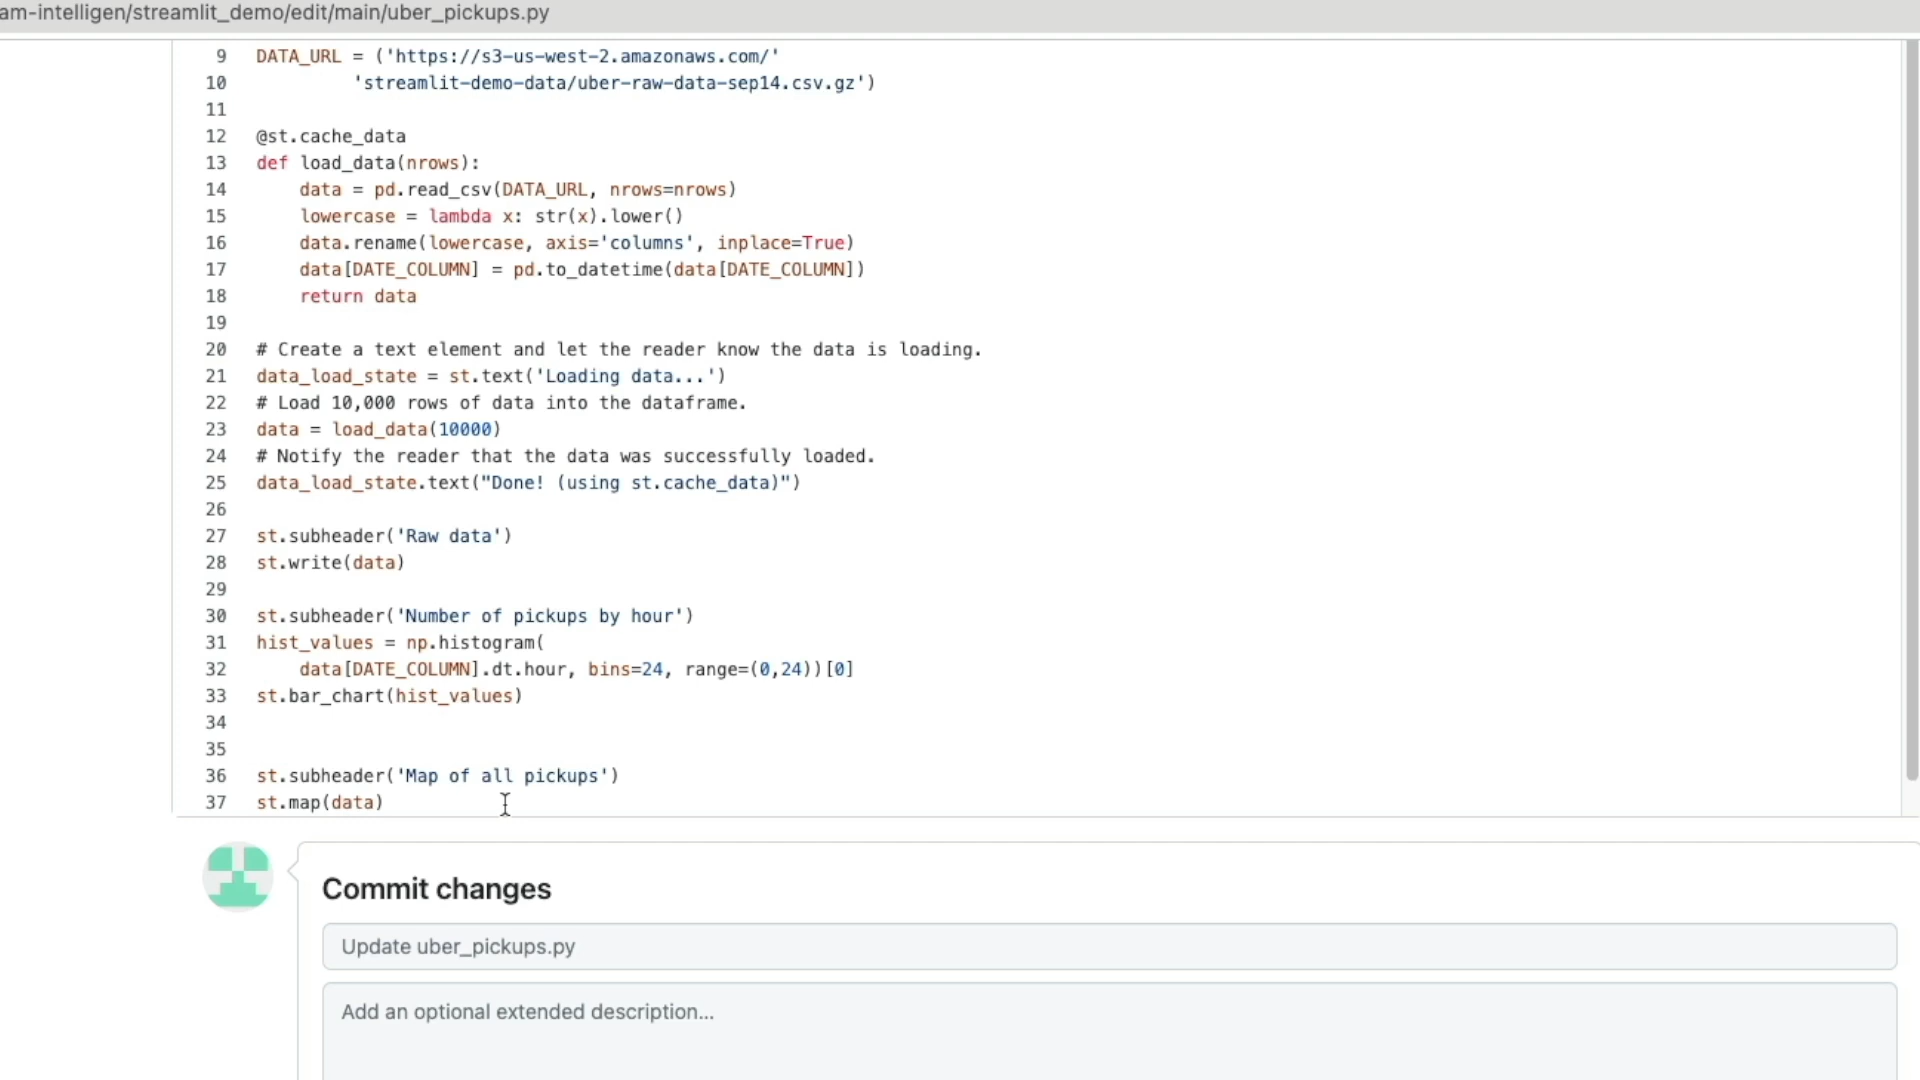 am-intelligen/streamlit_demo/edit/main/uber_pickups.py
9 DATA_URL = ('https://s3-us-west-2.amazonaws.com/'
10 'streamlit-demo-data/uber-raw-data-sep14.csv.gz')
11
12 @st.cache_data
13 def load_data(nrows):
14 data = pd.read_csv(DATA_URL, nrows=nrows)
15 lowercase = lambda x: str(x).lower()
16 data.rename(lowercase, axis='columns', inplace=True)
17 data[DATE_COLUMN] = pd.to_datetime(data[DATE_COLUMN])
18 return data
19
20 # Create a text element and let the reader know the data is loading.
21 data_load_state = st.text('Loading data...')
22 # Load 10,000 rows of data into the dataframe.
23 data = load_data(10000)
24 # Notify the reader that the data was successfully loaded.
25 data_load_state.text("Done! (using st.cache_data)")
26
27 st.subheader('Raw data')
28 st.write(data)
29
30 st.subheader('Number of pickups by hour')
31 hist_values = np.histogram(
32 data[DATE_COLUMN].dt.hour, bins=24, range=(0,24))[0]
33 st.bar_chart(hist_values)
34
35
36 st.subheader('Map of all pickups')
37 st.map(data)
Commit changes
Update uber_pickups.py
Add an optional extended description...